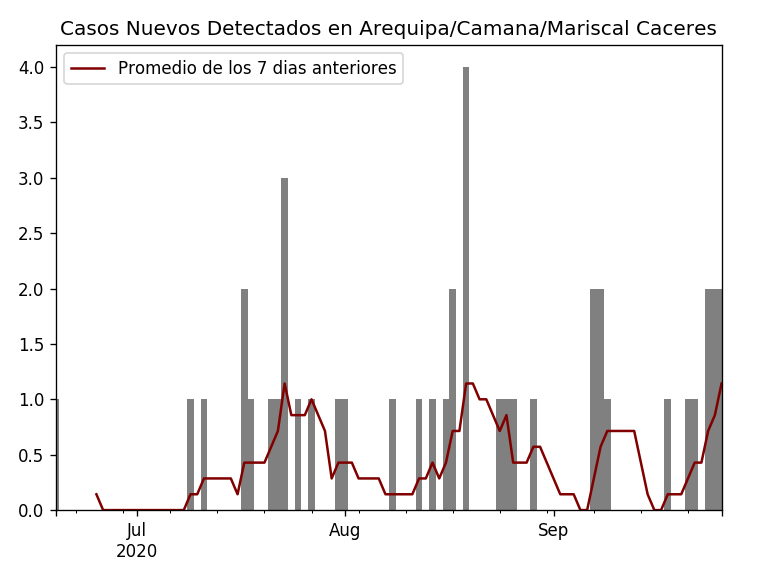 Casos Nuevos Detectados en Arequipa/Camana/Mariscal Caceres
Promedio de los 7 dias anteriores
4.0
3.5
3.0
2.5
2.0
1.5
1.0
0.5
0.0
Jul
2020
Aug
Sep